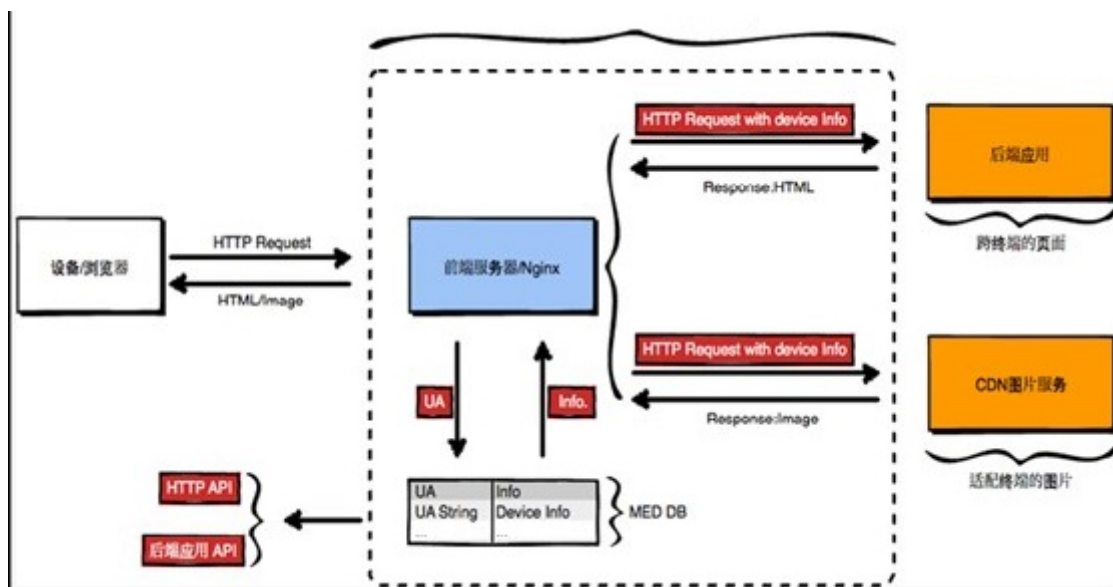 HTTP Request with device Info
后端应用
Response:HTML
跨终端的页面
HTTP Request
设备/浏览器
前端服务器/Nginx
HTML/Image
HTTP Request with device Info
CDN图片服务
UA
Info.
Response:Image
适配终端的图片
HTTP API
UA Info
UA String Device Info
... ...
MED DB
后端应用 API